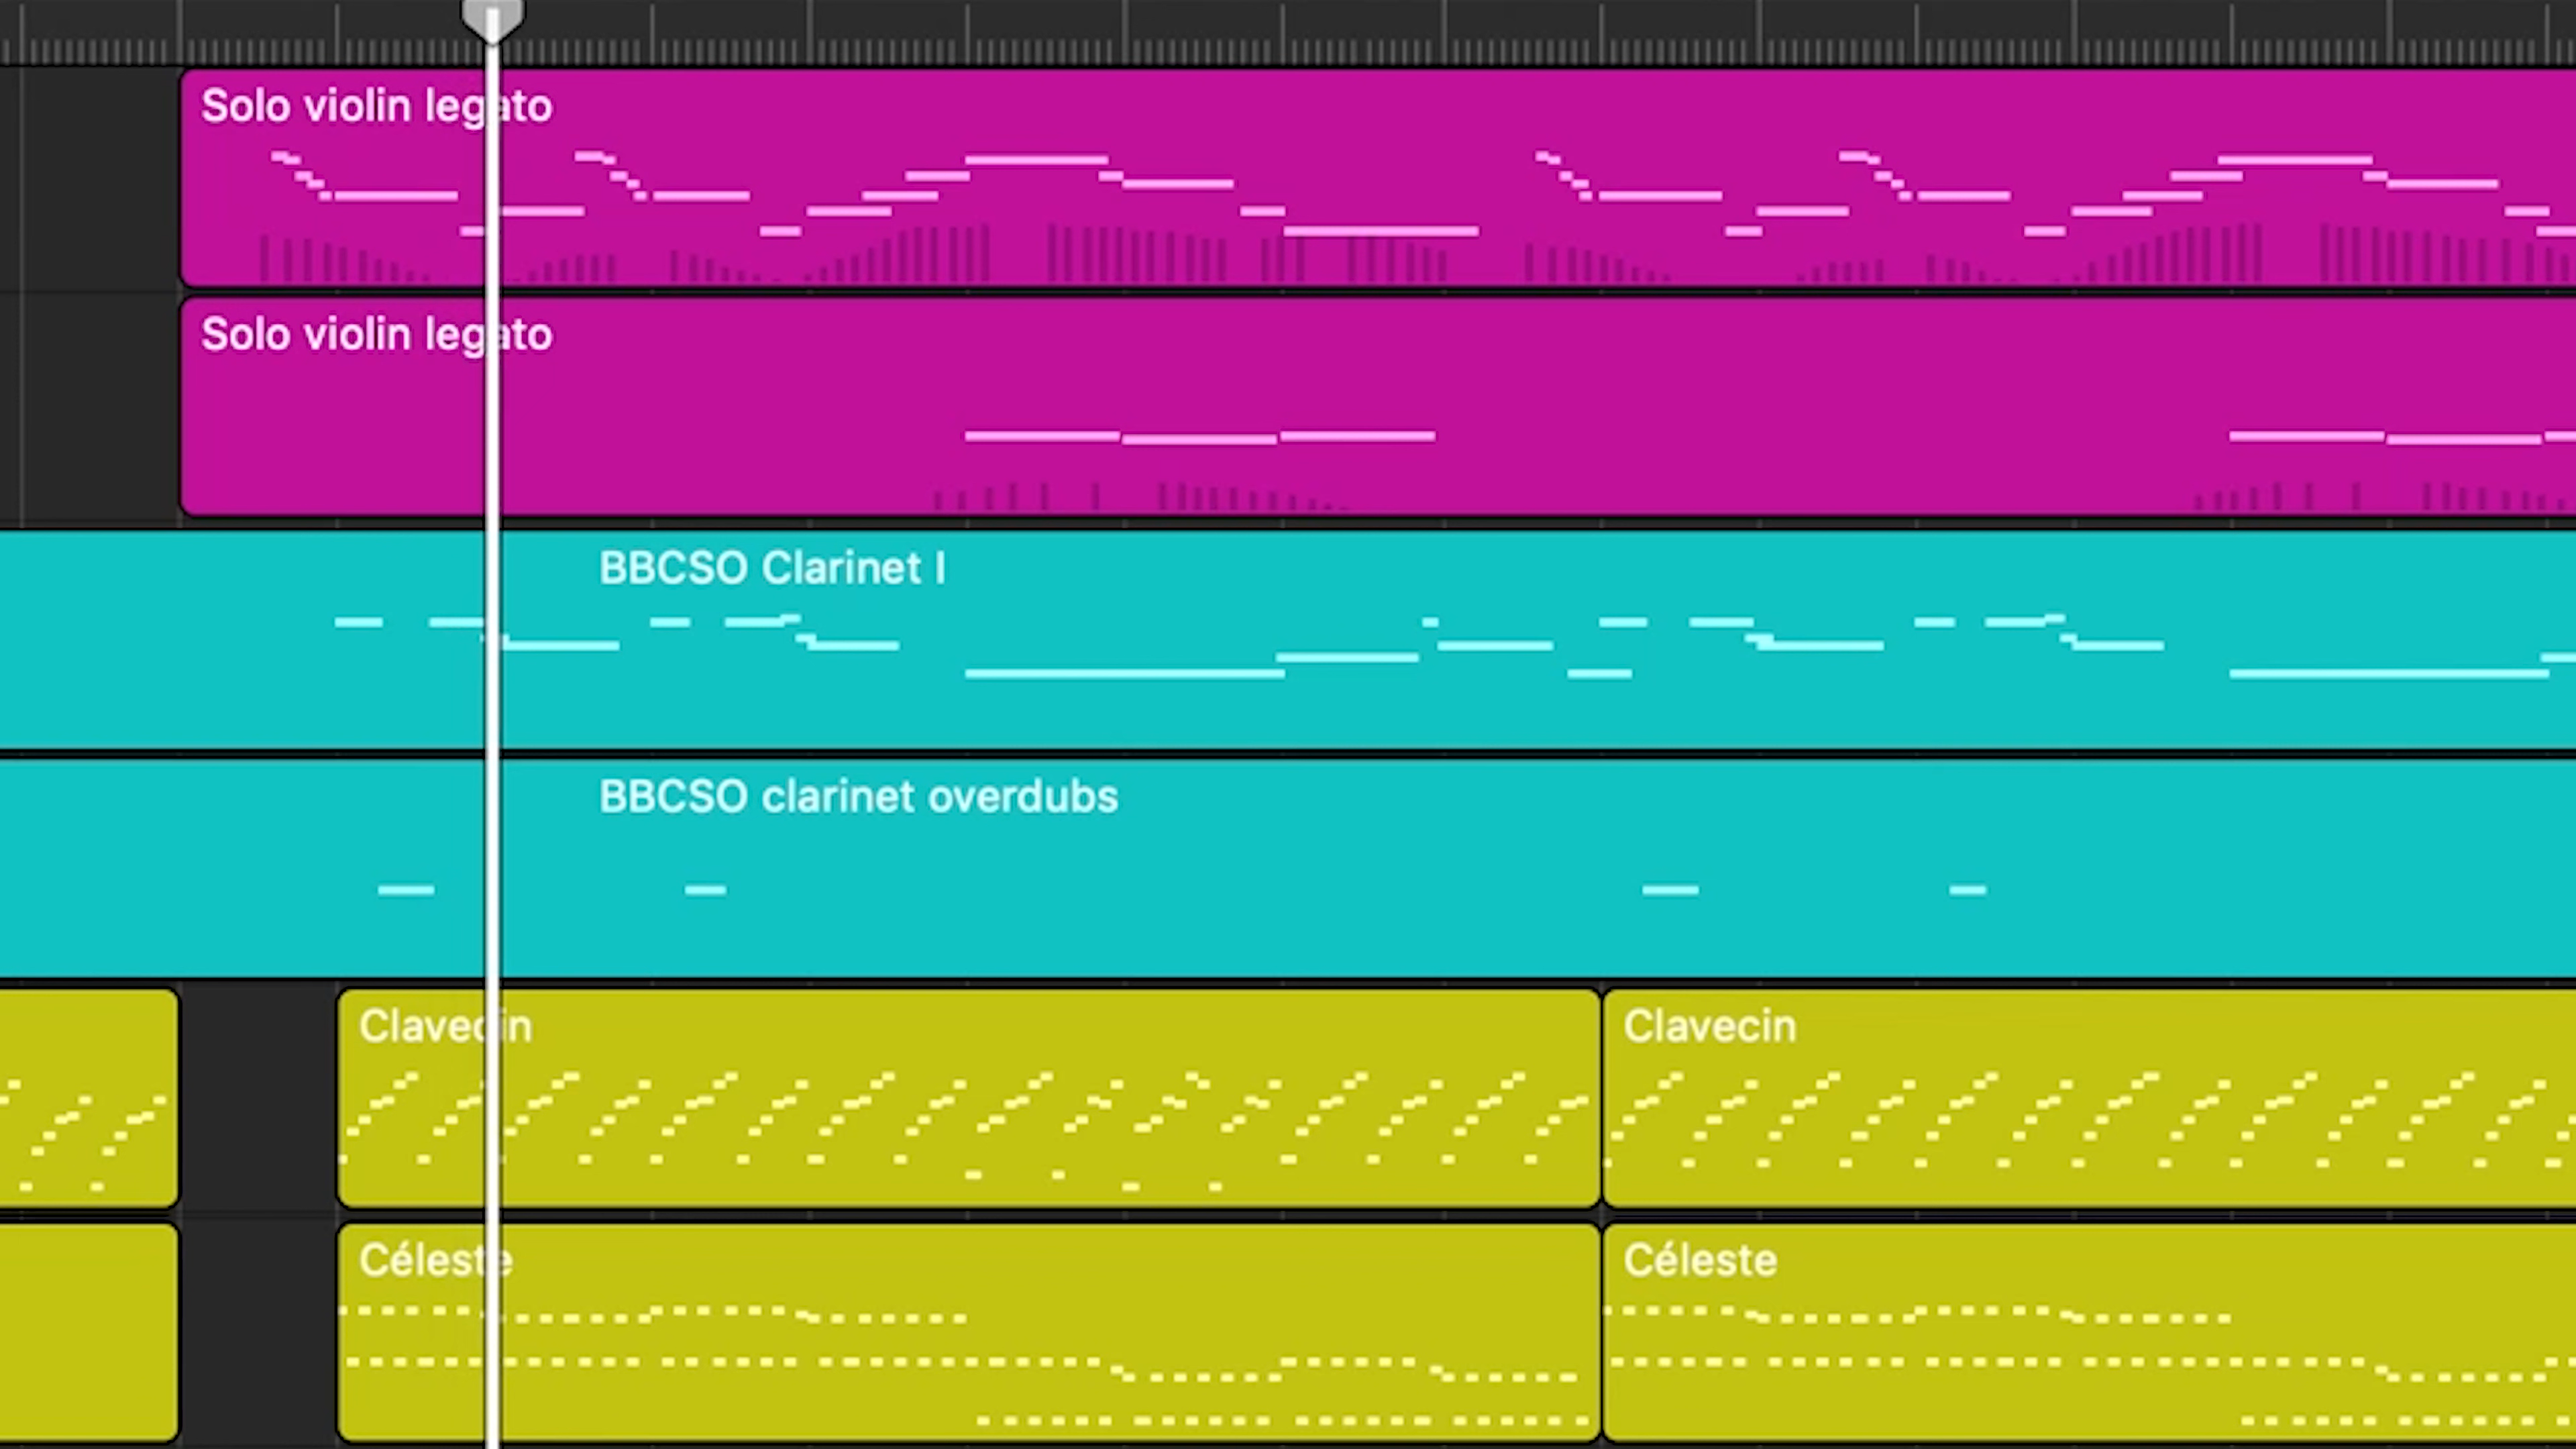 Solo violin legato
Solo violin legato
BBCSO Clarinet I
BBCSO clarinet overdubs
Clavecin
Clavecin
Céleste
Céleste